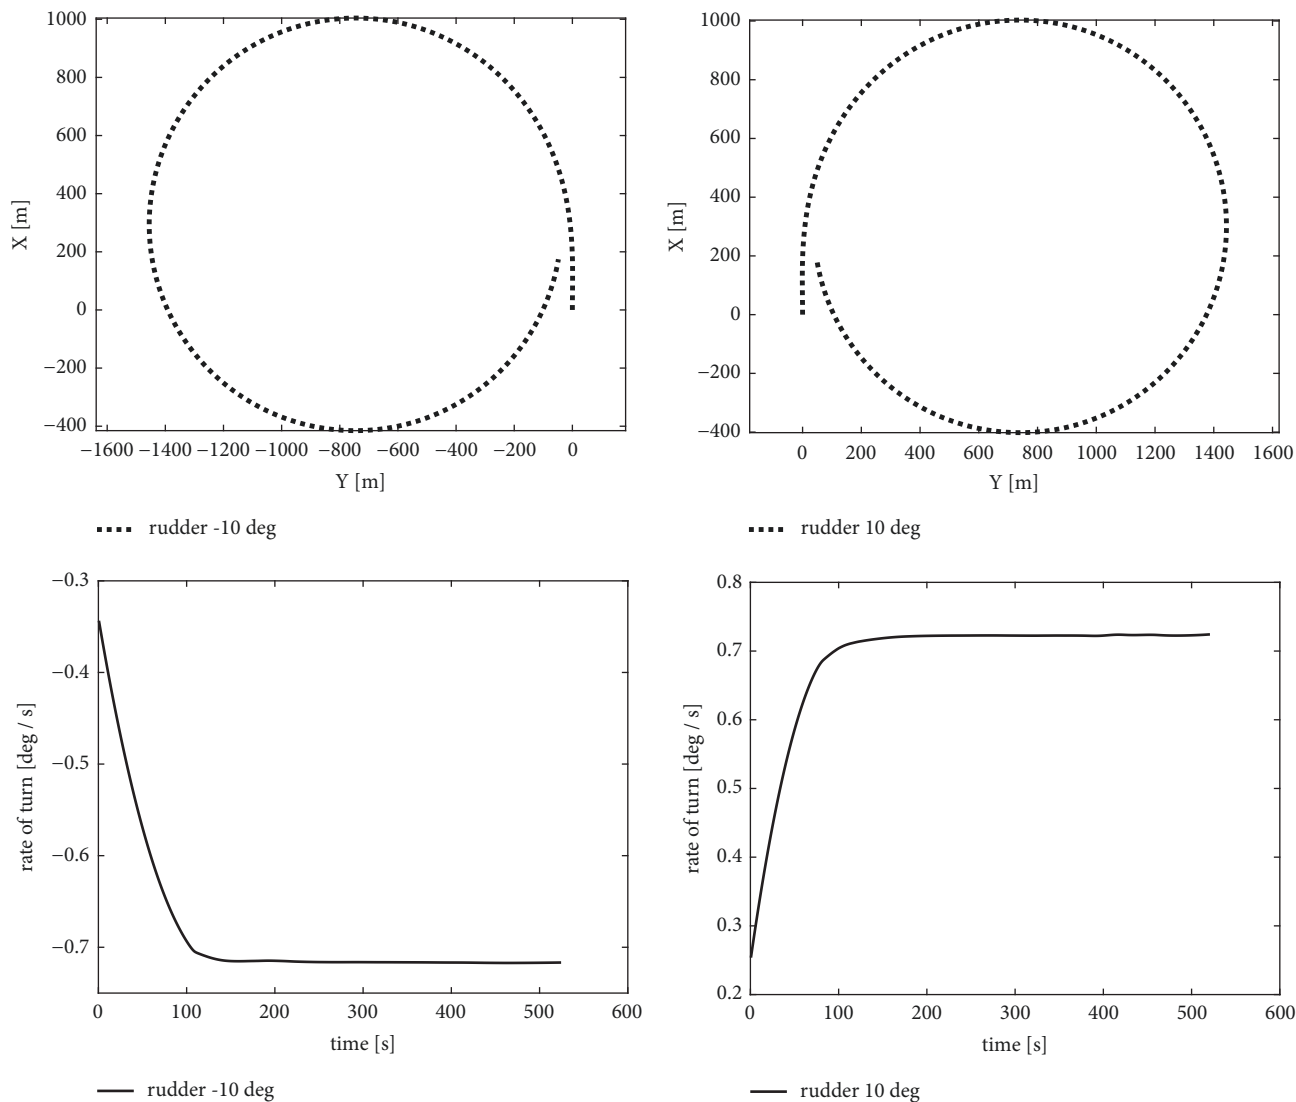 1000
800
600
400
200
0
−200
−400
X [m]
−1600 −1400 −1200 −1000 −800 −600 −400 −200 0
Y [m]
rudder -10 deg
1000
800
600
400
200
0
−200
−400
X [m]
0 200 400 600 800 1000 1200 1400 1600
Y [m]
rudder 10 deg
−0.3
−0.4
−0.5
−0.6
−0.7
rate of turn [deg / s]
0 100 200 300 400 500 600
time [s]
rudder -10 deg
0.8
0.7
0.6
0.5
0.4
0.3
0.2
rate of turn [deg / s]
0 100 200 300 400 500 600
time [s]
rudder 10 deg